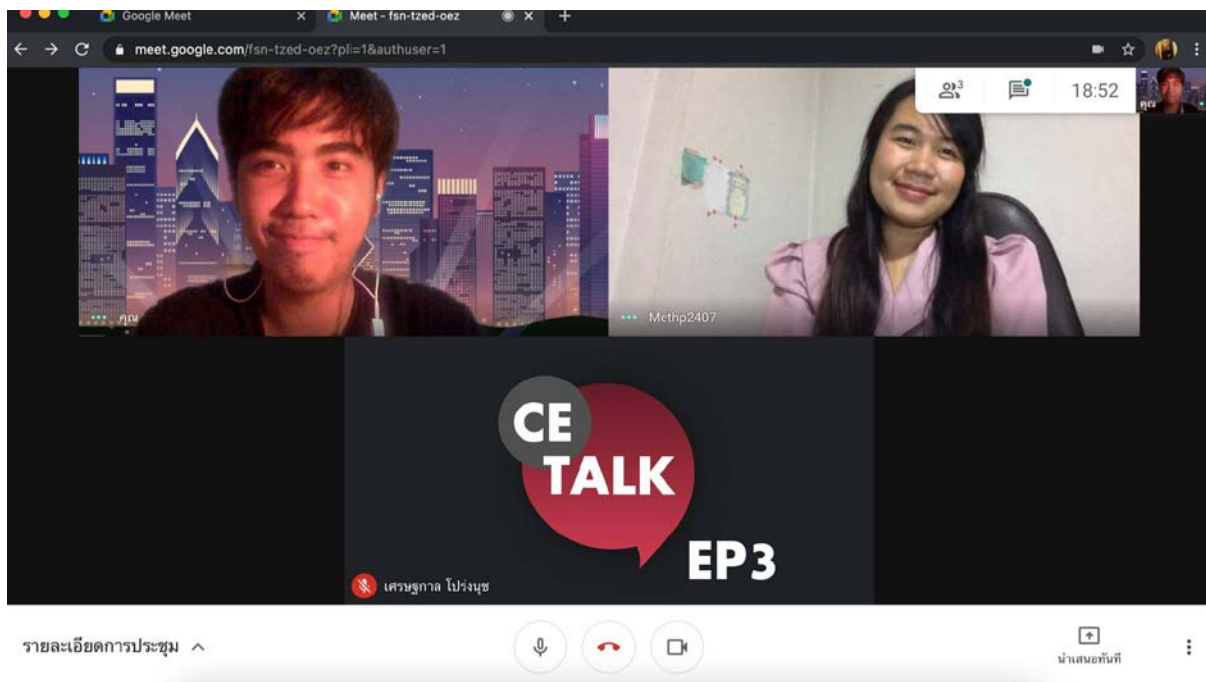 Google Meet
Meet - fsn-tzed-oez
meet.google.com/fsn-tzed-oez?pli=1&authuser=1
3
18:52
คุณ
คุณ
Methp2407
CE
TALK
EP3
เศรษฐกาล โปร่งนุช
รายละเอียดการประชุม
นำเสนอทันที